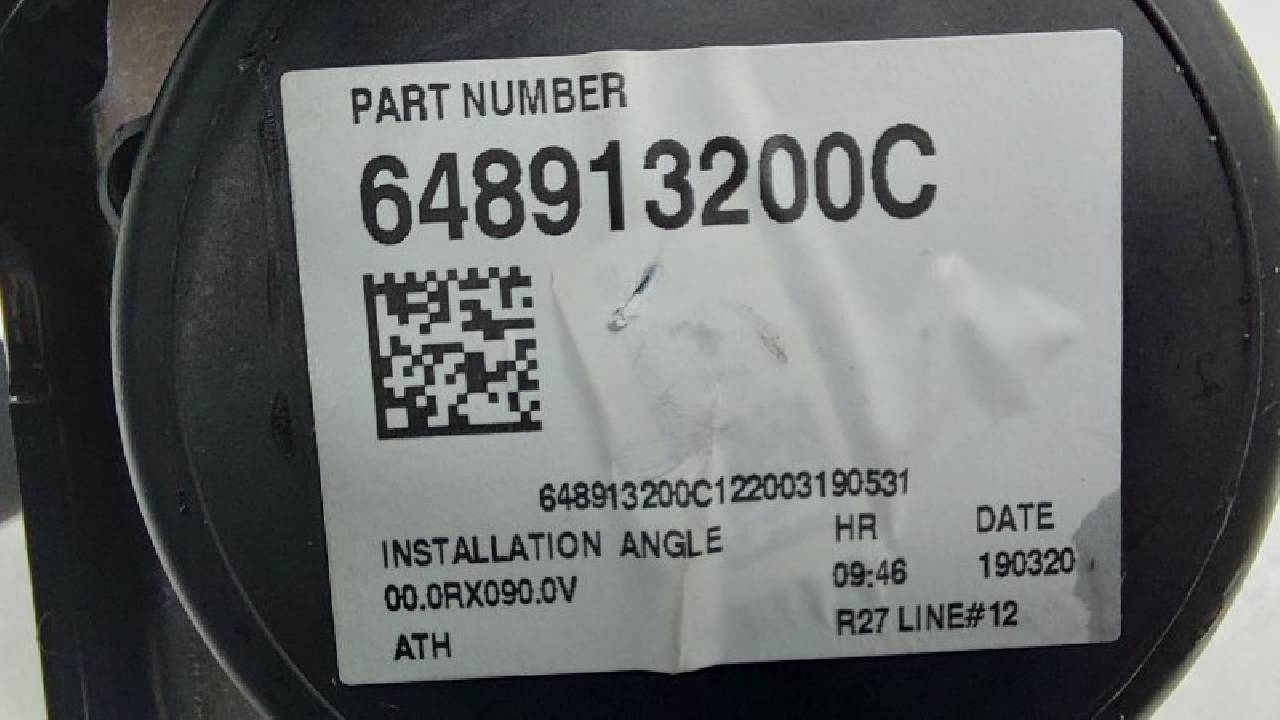 PART NUMBER
648913200C
648913200C122003190531
INSTALLATION ANGLE HR DATE
00.0RX090.0V 09:46 190320
ATH R27 LINE#12